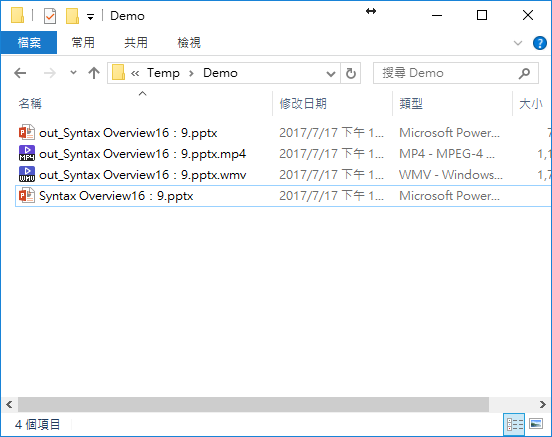 Demo
檔案 常用 共用 檢視
« Temp › Demo 搜尋 Demo
名稱 修改日期 類型 大小
out_Syntax Overview16：9.pptx 2017/7/17 下午 1... Microsoft Power... 7
MP4 out_Syntax Overview16：9.pptx.mp4 2017/7/17 下午 1... MP4 - MPEG-4 ... 1,1
WMV out_Syntax Overview16：9.pptx.wmv 2017/7/17 下午 1... WMV - Windows... 1,7
Syntax Overview16：9.pptx 2017/7/17 下午 1... Microsoft Power...
4 個項目